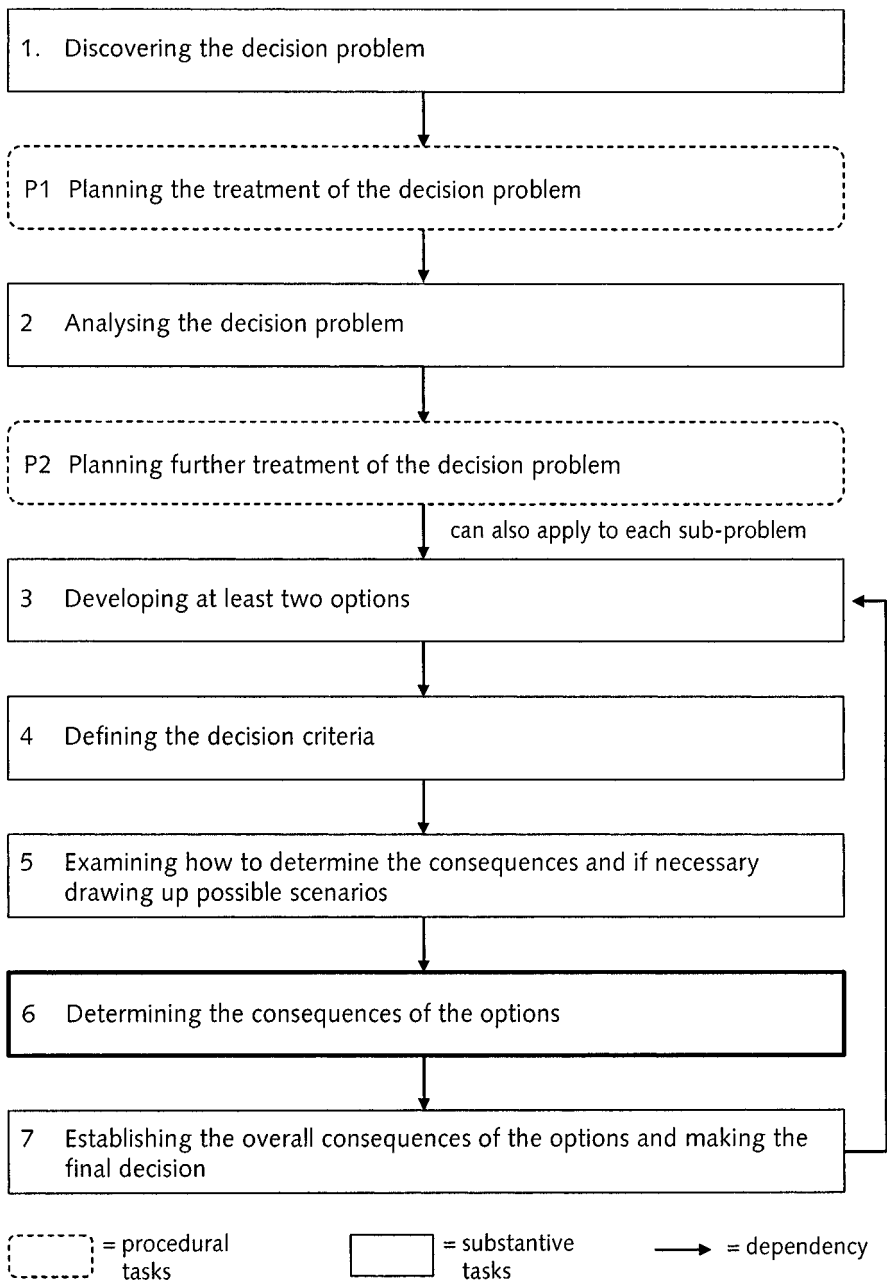 1. Discovering the decision problem
P1 Planning the treatment of the decision problem
2 Analysing the decision problem
P2 Planning further treatment of the decision problem
can also apply to each sub-problem
3 Developing at least two options
4 Defining the decision criteria
5 Examining how to determine the consequences and if necessary
drawing up possible scenarios
6 Determining the consequences of the options
7 Establishing the overall consequences of the options and making the
final decision
= procedural
tasks
= substantive
tasks
= dependency